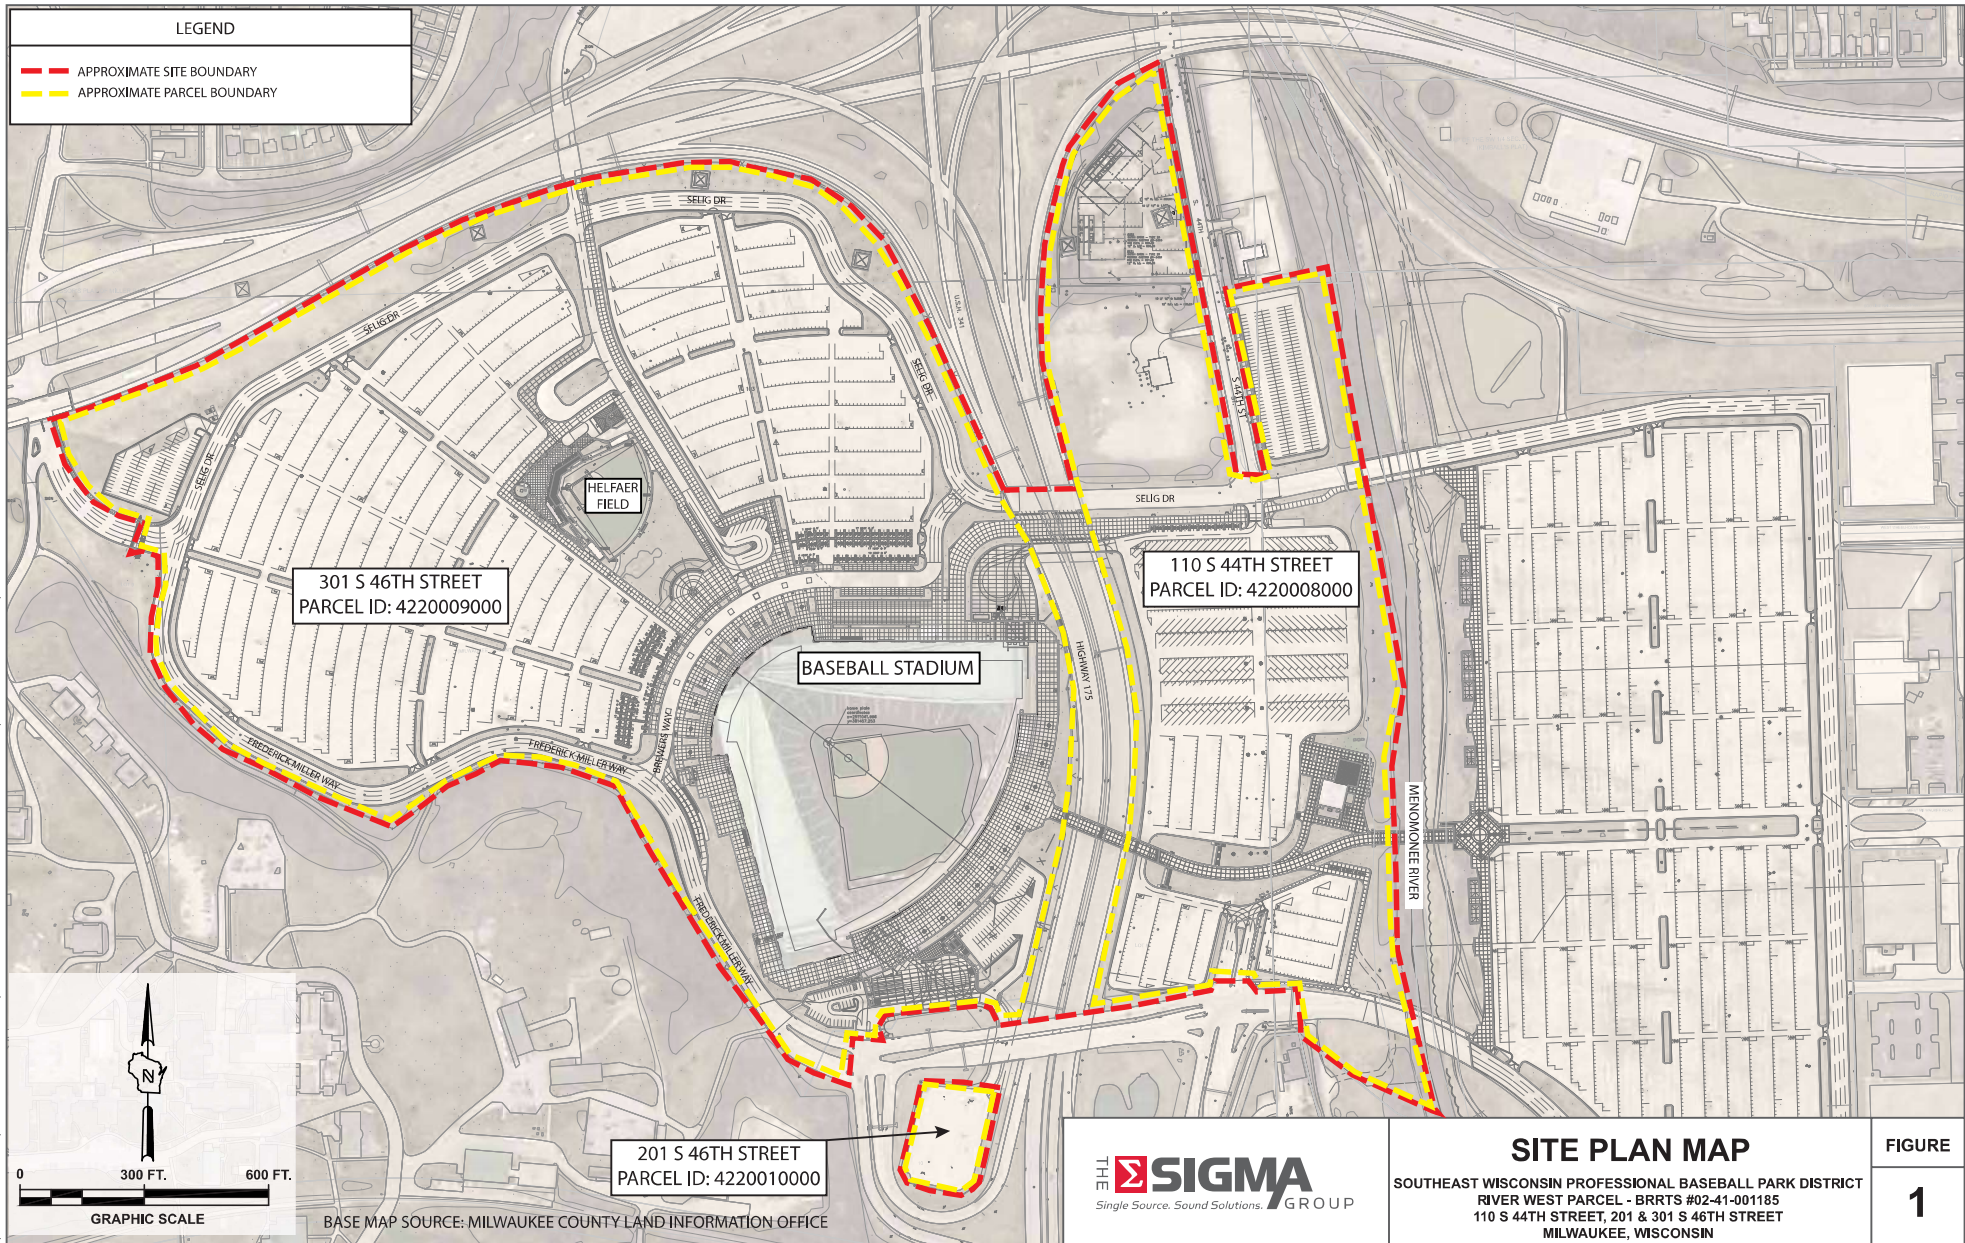 LEGEND
APPROXIMATE SITE BOUNDARY
APPROXIMATE PARCEL BOUNDARY
SELIG DR
SELIG DR
SELIG DR
SELIG DR
SELIG DR
U.S.H. 341
S. 44TH
S 44TH ST
HELFAER
FIELD
301 S 46TH STREET
PARCEL ID: 4220009000
110 S 44TH STREET
PARCEL ID: 4220008000
BASEBALL STADIUM
HIGHWAY 175
BREWERS WAY
FREDERICK MILLER WAY
FREDERICK MILLER WAY
FREDERICK MILLER WAY
MENOMONEE RIVER
201 S 46TH STREET
PARCEL ID: 4220010000
N
0 300 FT. 600 FT.
GRAPHIC SCALE
BASE MAP SOURCE: MILWAUKEE COUNTY LAND INFORMATION OFFICE
THE Σ SIGMA
GROUP
Single Source. Sound Solutions.
SITE PLAN MAP
SOUTHEAST WISCONSIN PROFESSIONAL BASEBALL PARK DISTRICT
RIVER WEST PARCEL - BRRTS #02-41-001185
110 S 44TH STREET, 201 & 301 S 46TH STREET
MILWAUKEE, WISCONSIN
FIGURE
1